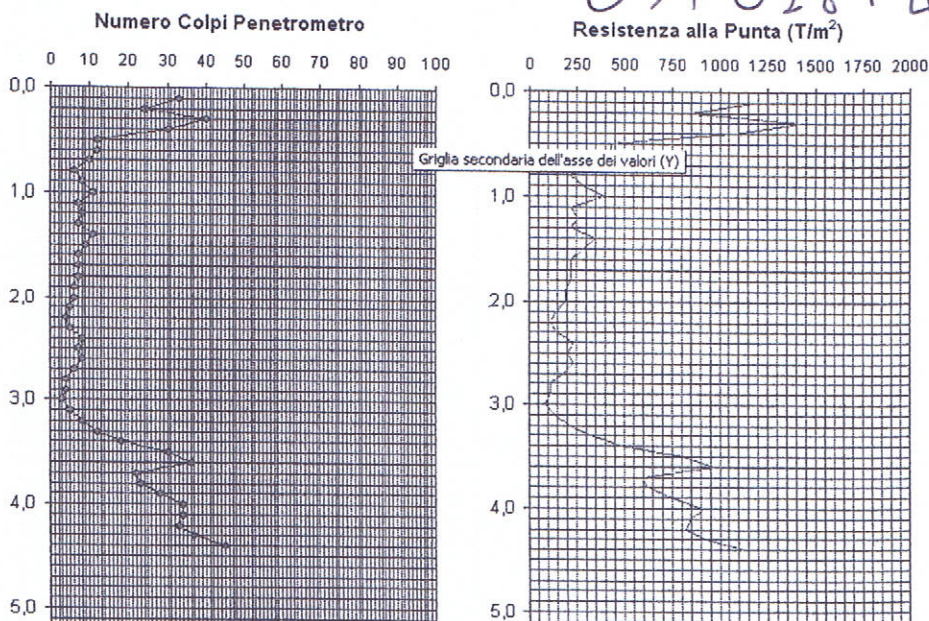 Numero Colpi Penetrometro
0 10 20 30 40 50 60 70 80 90 100
0,0
1,0
2,0
3,0
4,0
5,0
Resistenza alla Punta (T/m²)
0 250 500 750 1000 1250 1500 1750 2000
0,0
Griglia secondaria dell'asse dei valori (Y)
1,0
2,0
3,0
4,0
5,0